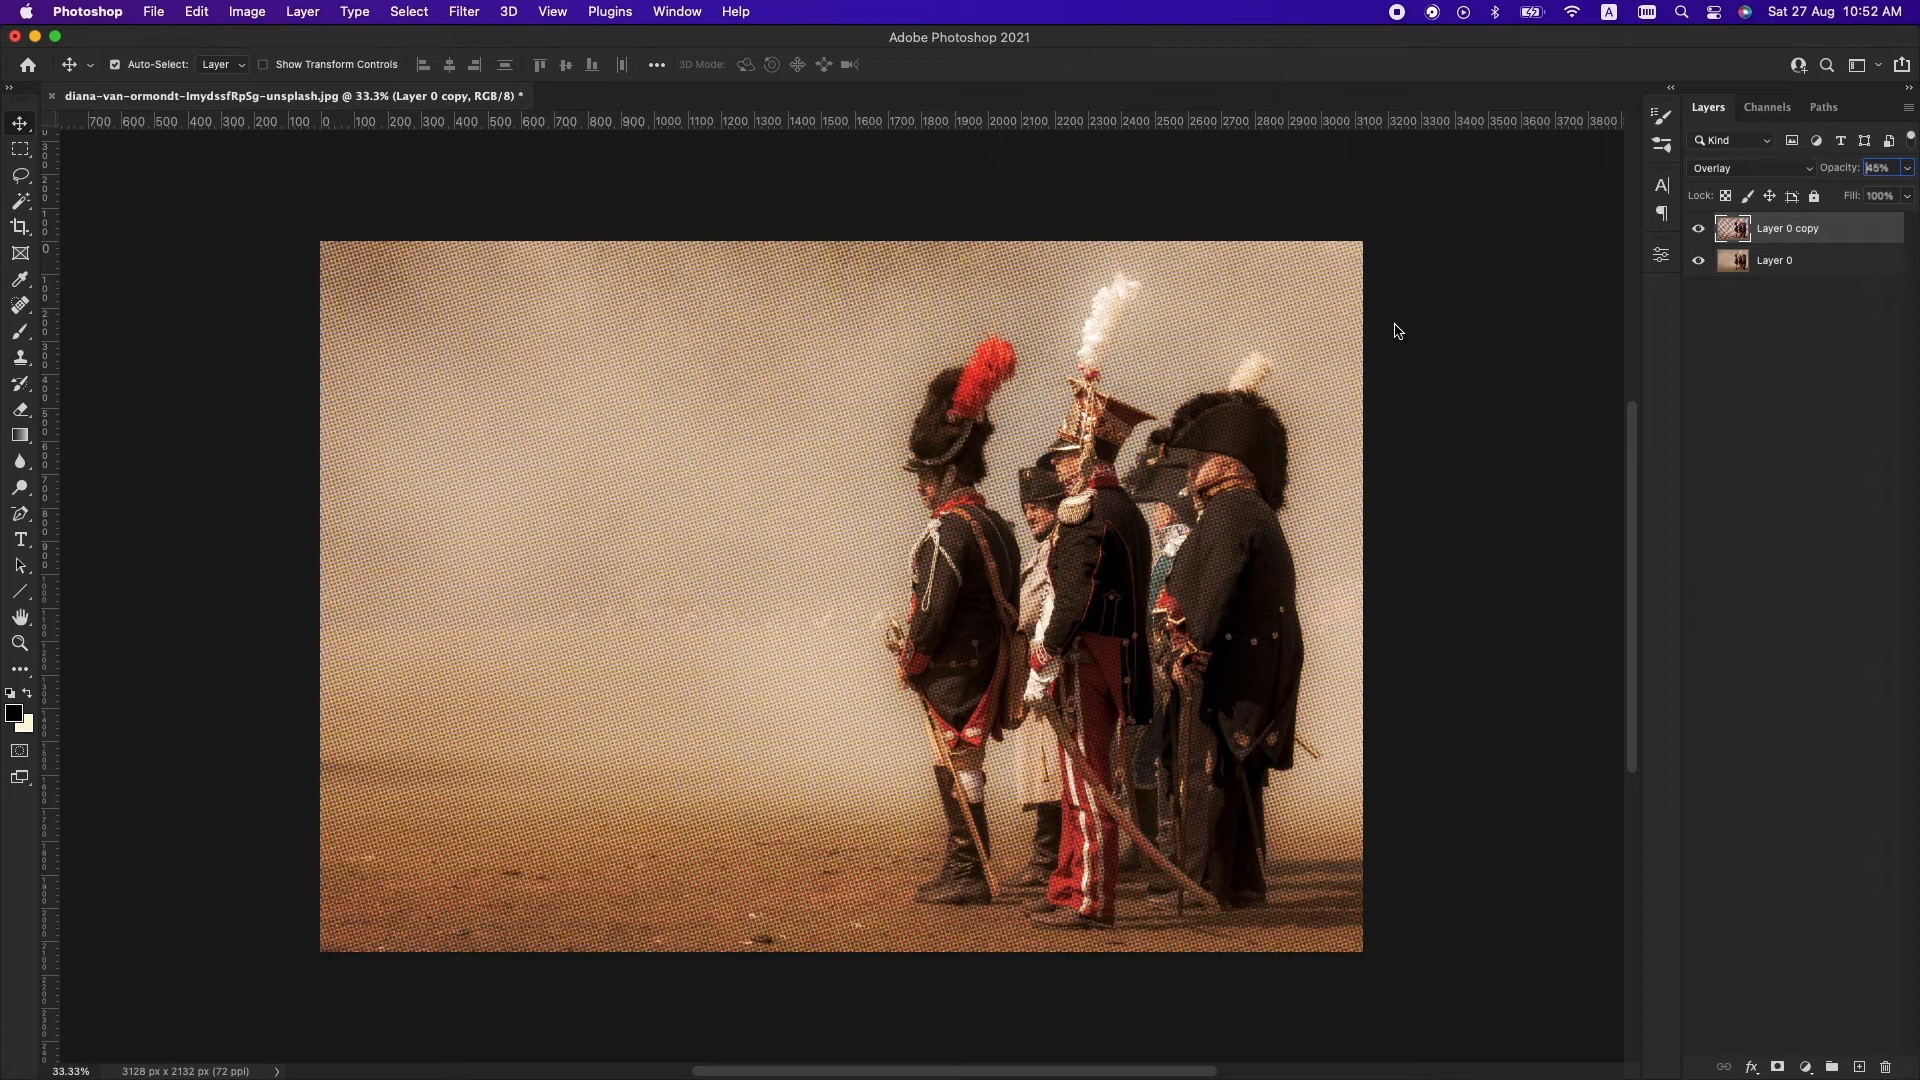 Photoshop File Edit Image Layer Type Select Filter 3D View Plugins Window Help A Sat 27 Aug 10:52 AM
Adobe Photoshop 2021
Auto-Select: Layer Show Transform Controls 3D Mode:
diana-van-ormondt-ImydssfRpSg-unsplash.jpg @ 33.3% (Layer 0 copy, RGB/8) *
Layers Channels Paths
700 600 500 400 300 200 100 0 100 200 300 400 500 600 700 800 900 1000 1100 1200 1300 1400 1500 1600 1700 1800 1900 2000 2100 2200 2300 2400 2500 2600 2700 2800 2900 3000 3100 3200 3300 3400 3500 3600 3700 3800
Kind
Overlay Opacity: 45%
Lock: Fill: 100%
Layer 0 copy
Layer 0
33.33% 3128 px x 2132 px (72 ppi)